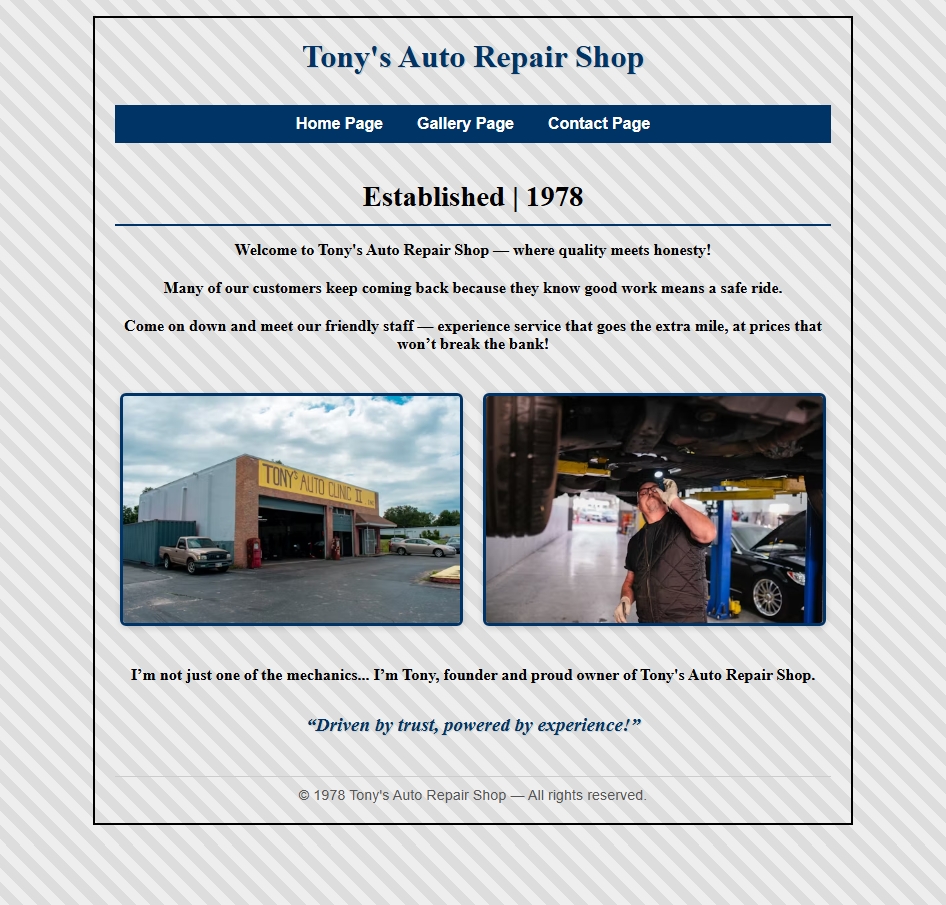 Tony's Auto Repair Shop
Home Page Gallery Page Contact Page
Established | 1978
Welcome to Tony's Auto Repair Shop — where quality meets honesty!
Many of our customers keep coming back because they know good work means a safe ride.
Come on down and meet our friendly staff — experience service that goes the extra mile, at prices that
won’t break the bank!
TONY'S AUTO CLINIC II
I’m not just one of the mechanics... I’m Tony, founder and proud owner of Tony's Auto Repair Shop.
“Driven by trust, powered by experience!”
© 1978 Tony's Auto Repair Shop — All rights reserved.